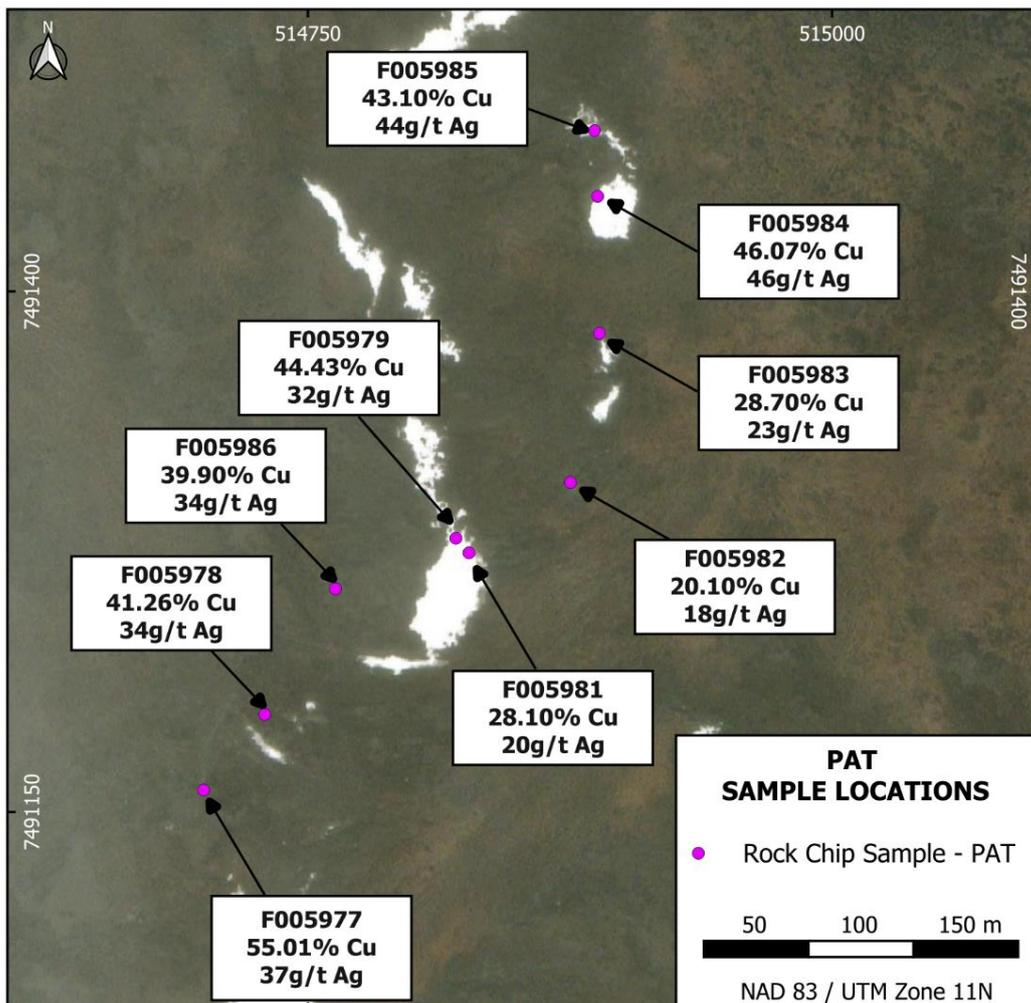 N
514750
515000
F005985
43.10% Cu
44g/t Ag
F005984
46.07% Cu
46g/t Ag
7491400
7491400
F005979
44.43% Cu
32g/t Ag
F005983
28.70% Cu
23g/t Ag
F005986
39.90% Cu
34g/t Ag
F005982
20.10% Cu
18g/t Ag
F005978
41.26% Cu
34g/t Ag
F005981
28.10% Cu
20g/t Ag
7491150
F005977
55.01% Cu
37g/t Ag
PAT
SAMPLE LOCATIONS
Rock Chip Sample - PAT
50 100 150 m
NAD 83 / UTM Zone 11N